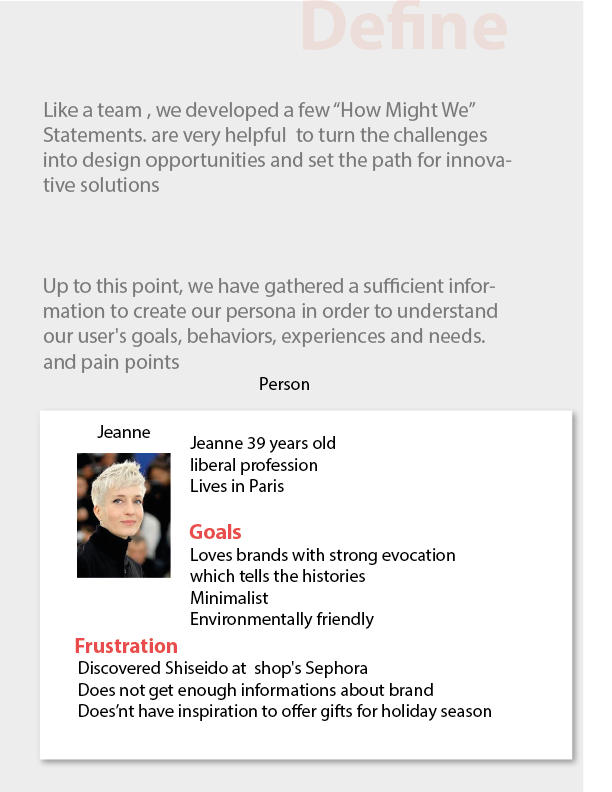 Define
Like a team , we developed a few “How Might We”
Statements. are very helpful  to turn the challenges
into design opportunities and set the path for innova-
tive solutions
Up to this point, we have gathered a sufficient infor-
mation to create our persona in order to understand
our user's goals, behaviors, experiences and needs.
and pain points
Person
Jeanne
Jeanne 39 years old
liberal profession
Lives in Paris
Goals
Loves brands with strong evocation
which tells the histories
Minimalist
Environmentally friendly
Frustration
Discovered Shiseido at  shop's Sephora
Does not get enough informations about brand
Does’nt have inspiration to offer gifts for holiday season